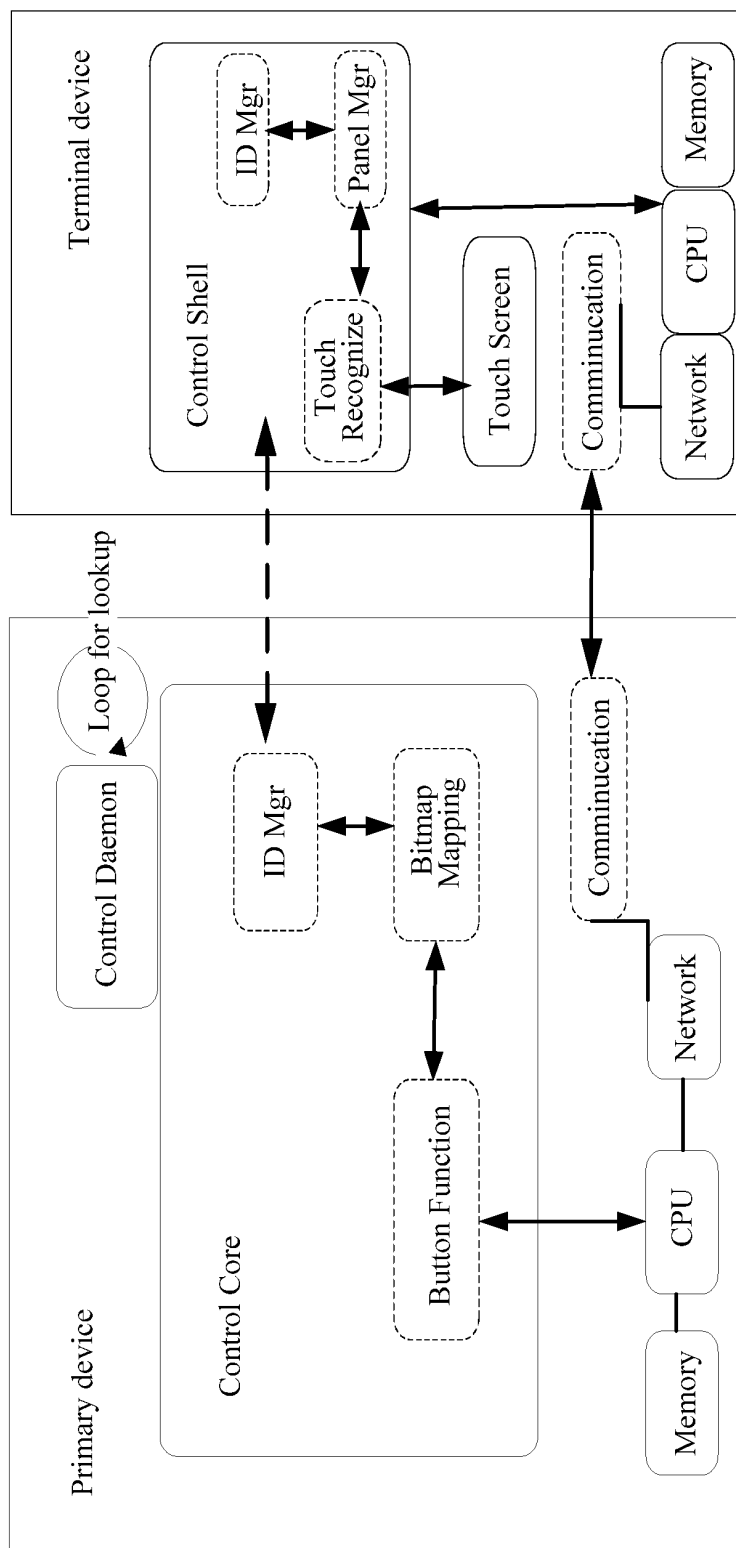 Primary device
Control Daemon
Loop for lookup
Control Core
ID Mgr
Button Function
Bitmap
Mapping
Comminucation
Memory
CPU
Network
Terminal device
Control Shell
ID Mgr
Touch
Recognize
Panel Mgr
Touch Screen
Comminucation
Network
CPU
Memory